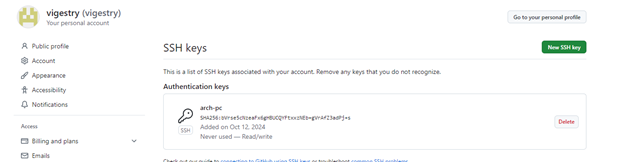 vigestry (vigestry)
Your personal account
Go to your personal profile
Public profile
Account
Appearance
Accessibility
Notifications
Access
Billing and plans
Emails
SSH keys
New SSH key
This is a list of SSH keys associated with your account. Remove any keys that you do not recognize.
Authentication keys
arch-pc
SSH
Added on Oct 12, 2024
Never used — Read/write
Delete
Check out our guide to connecting to GitHub using SSH keys or troubleshoot common SSH problems.